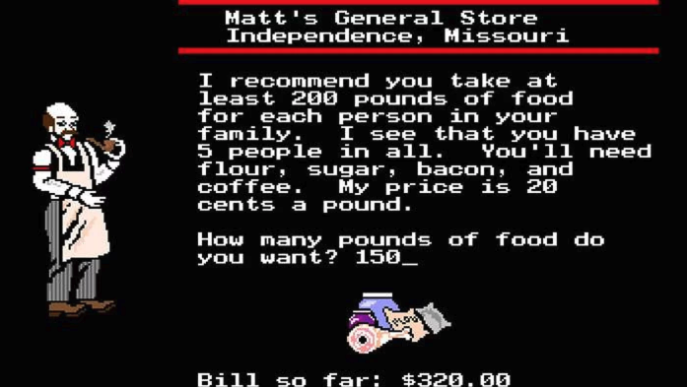 Matt's General Store
Independence, Missouri
I recommend you take at
least 200 pounds of food
for each person in your
family. I see that you have
5 people in all. You'll need
flour, sugar, bacon, and
coffee. My price is 20
cents a pound.
How many pounds of food do
you want? 150_
Bill so far: $320.00